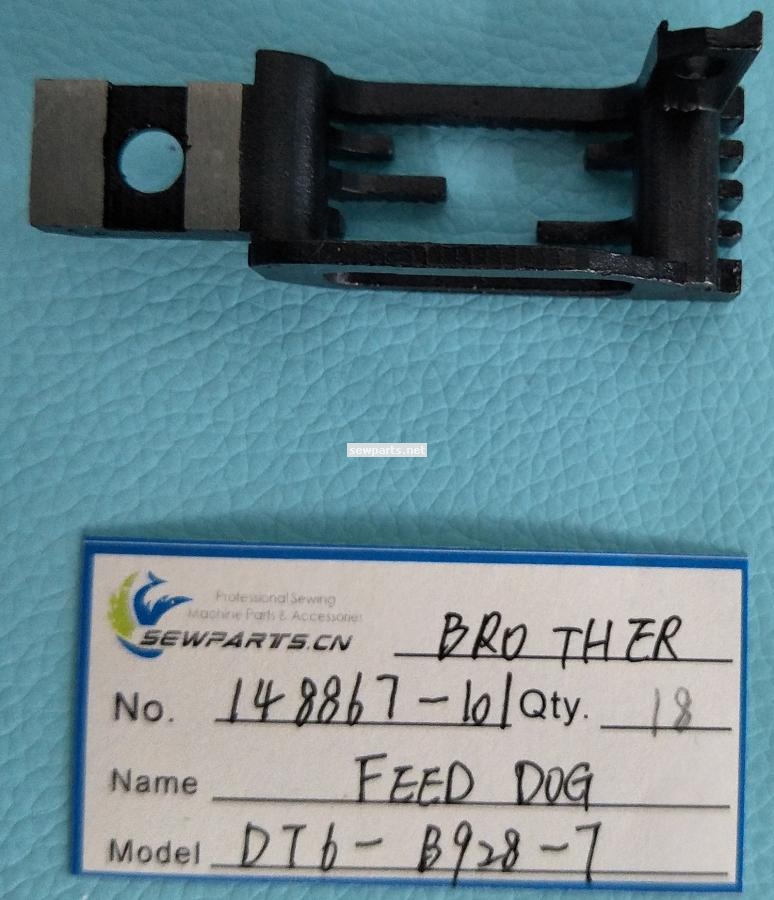 sewparts.net
Professional Sewing
Machine Parts & Accessories
SEWPARTS.CN
BROTHER
No. 148867-101 Qty. 18
Name FEED DOG
Model DT6- B928-7